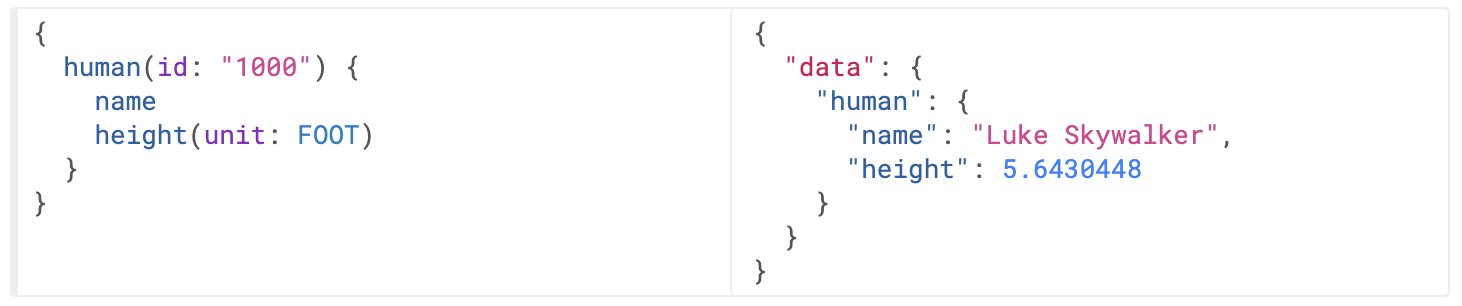 {
  human(id: "1000") {
    name
    height(unit: FOOT)
  }
}
{
  "data": {
    "human": {
      "name": "Luke Skywalker",
      "height": 5.6430448
    }
  }
}